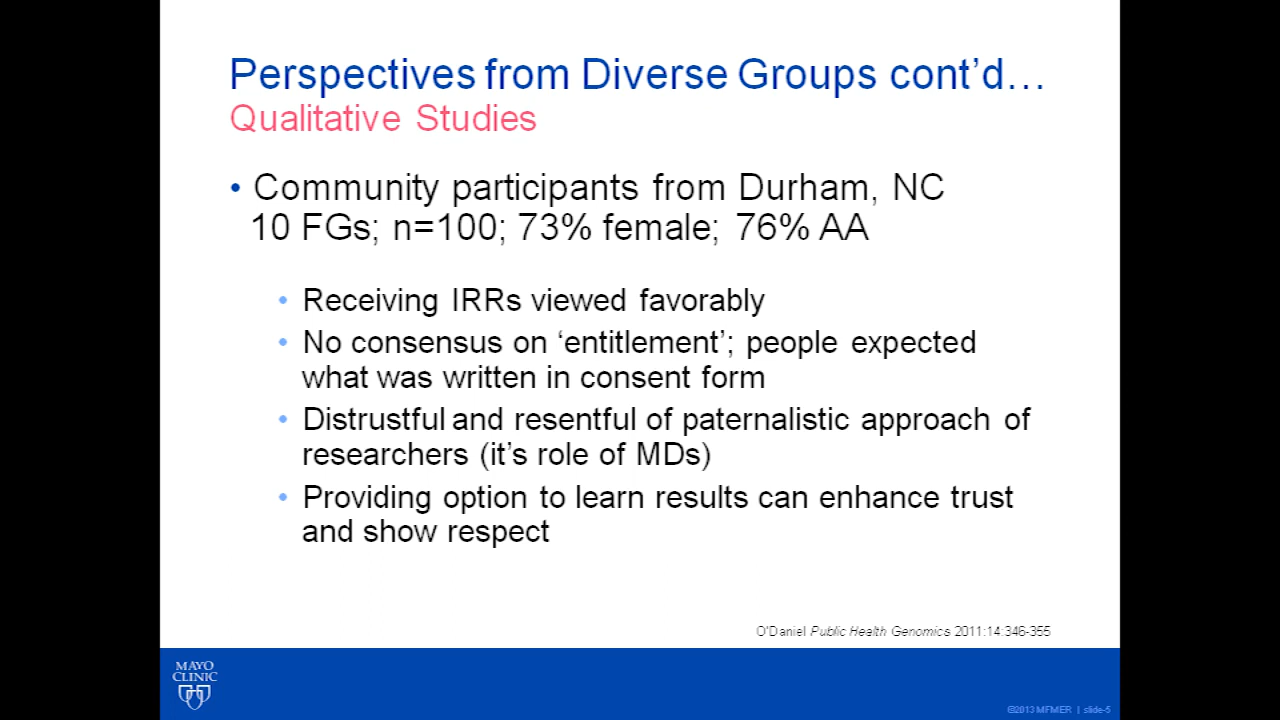 Perspectives from Diverse Groups cont’d…
Qualitative Studies
• Community participants from Durham, NC
10 FGs; n=100; 73% female; 76% AA
• Receiving IRRs viewed favorably
• No consensus on ‘entitlement’; people expected
what was written in consent form
• Distrustful and resentful of paternalistic approach of
researchers (it’s role of MDs)
• Providing option to learn results can enhance trust
and show respect
O'Daniel Public Health Genomics 2011:14:346-355
MAYO
CLINIC
©2013 MFMER | slide-5